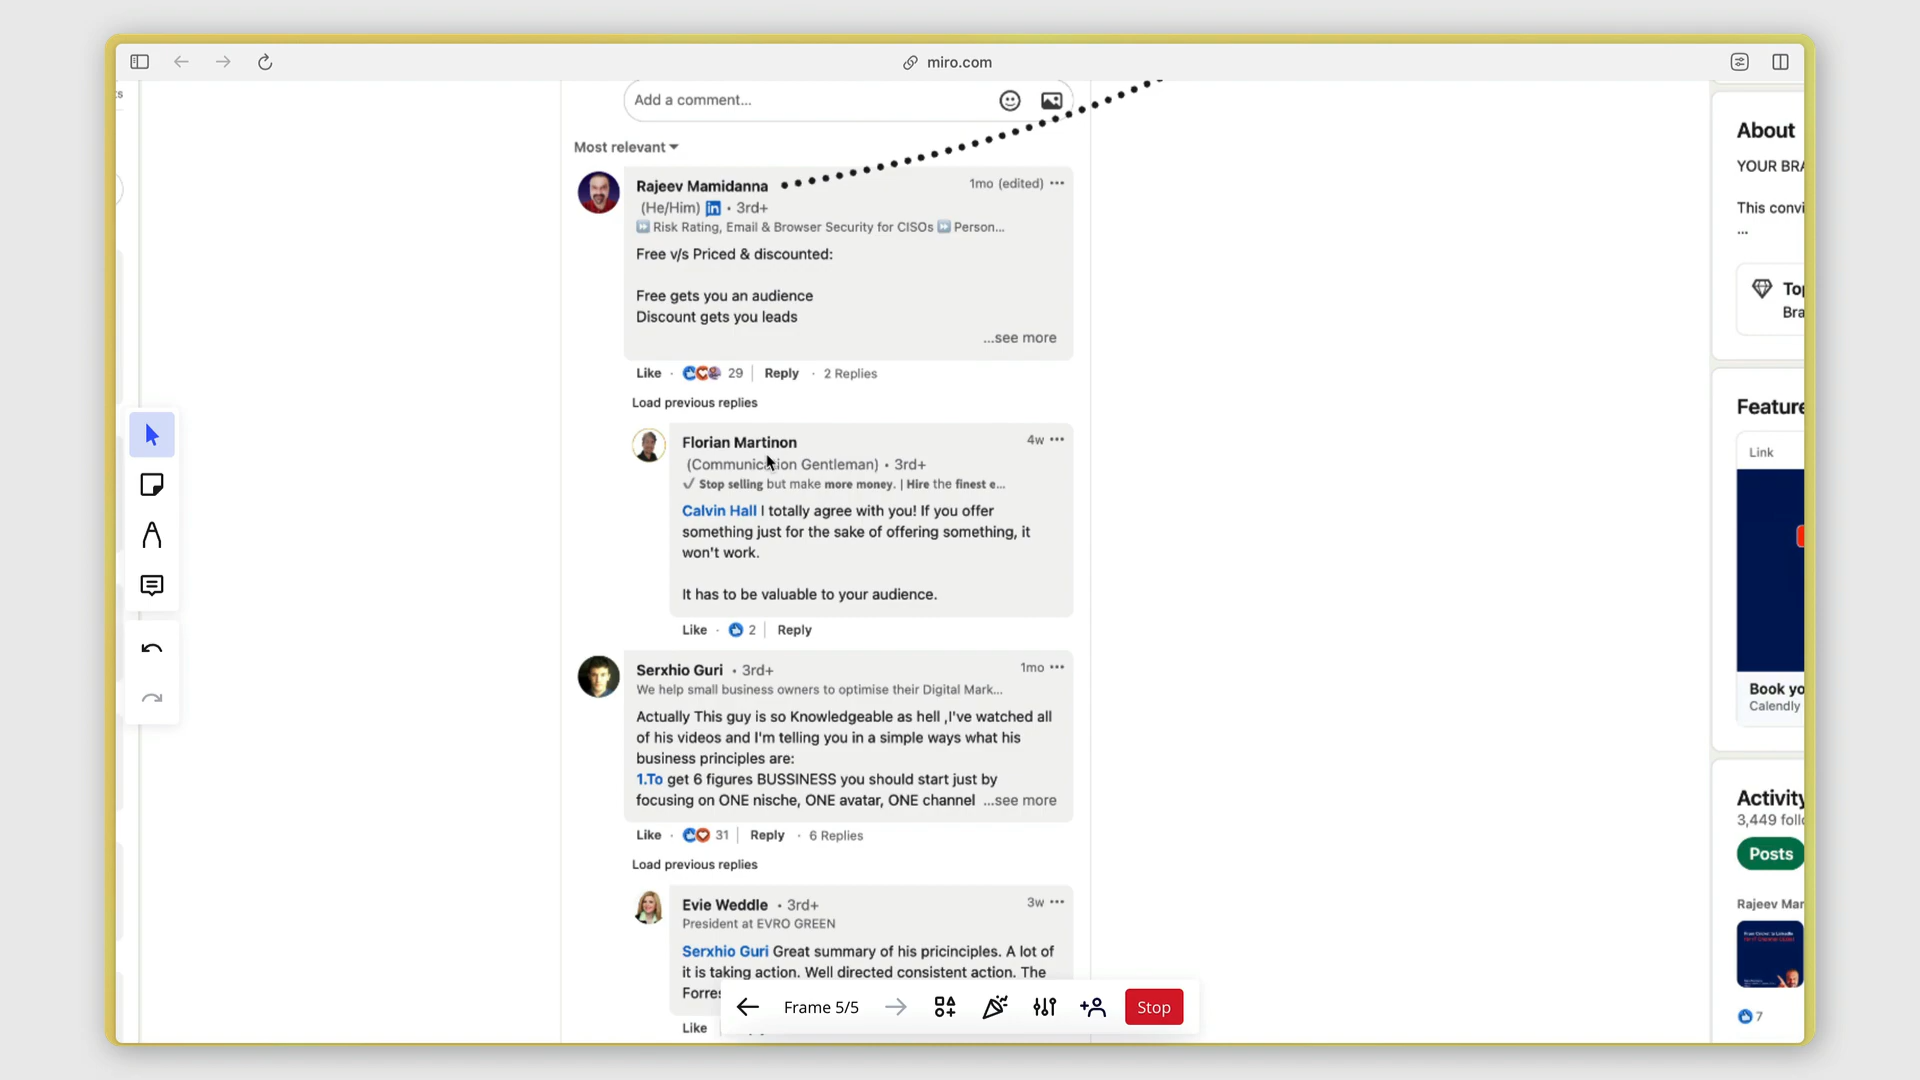 miro.com
Add a comment...
Most relevant
Rajeev Mamidanna
1mo (edited)
(He/Him) in • 3rd+
Risk Rating, Email & Browser Security for CISOs Person...
Free v/s Priced & discounted:
Free gets you an audience
Discount gets you leads
...see more
Like · 29 | Reply · 2 Replies
Load previous replies
Florian Martinon
4w
(Communication Gentleman) • 3rd+
✓ Stop selling but make more money. | Hire the finest e...
Calvin Hall I totally agree with you! If you offer
something just for the sake of offering something, it
won't work.
It has to be valuable to your audience.
Like · 2 | Reply
Serxhio Guri • 3rd+
1mo
We help small business owners to optimise their Digital Mark...
Actually This guy is so Knowledgeable as hell ,I've watched all
of his videos and I'm telling you in a simple ways what his
business principles are:
1.To get 6 figures BUSSINESS you should start just by
focusing on ONE nische, ONE avatar, ONE channel ...see more
Like · 31 | Reply · 6 Replies
Load previous replies
Evie Weddle • 3rd+
3w
President at EVRO GREEN
Serxhio Guri Great summary of his pricinciples. A lot of
it is taking action. Well directed consistent action. The
Like
Frame 5/5
Stop
About
YOUR
This
...
Link
Book
Calendly
Activity
3,449
Posts
Rajeev
7